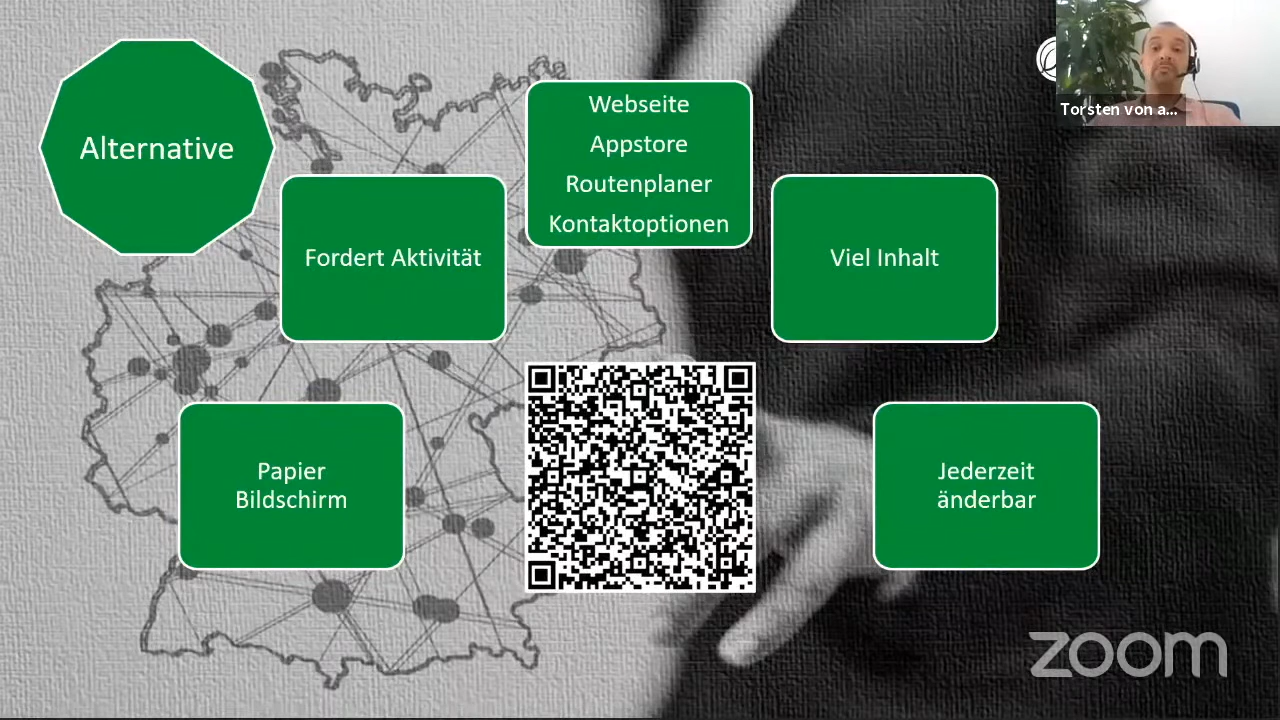 Alternative
Webseite
Appstore
Routenplaner
Kontaktoptionen
Fordert Aktivität
Viel Inhalt
Papier
Bildschirm
Jederzeit
änderbar
Torsten von a...
zoom